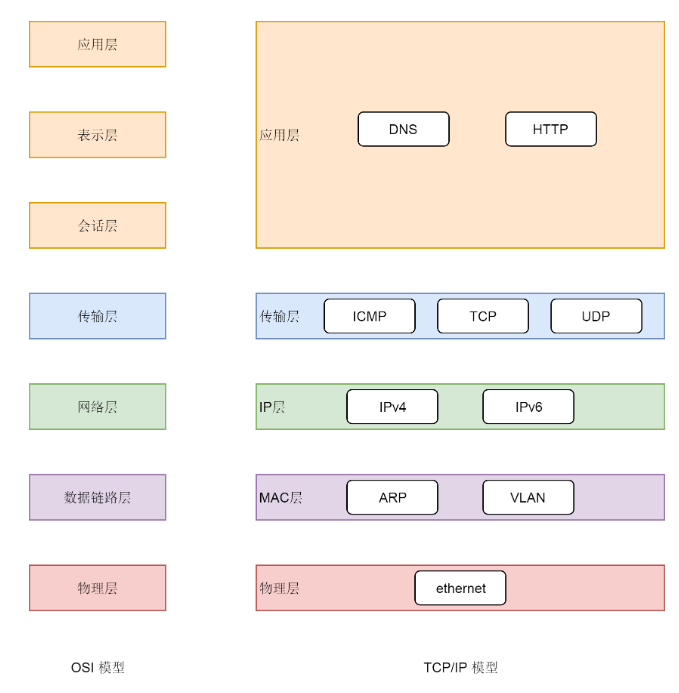 应用层
表示层
会话层
传输层
网络层
数据链路层
物理层
OSI 模型
应用层
DNS
HTTP
传输层
ICMP
TCP
UDP
IP层
IPv4
IPv6
MAC层
ARP
VLAN
物理层
ethernet
TCP/IP 模型